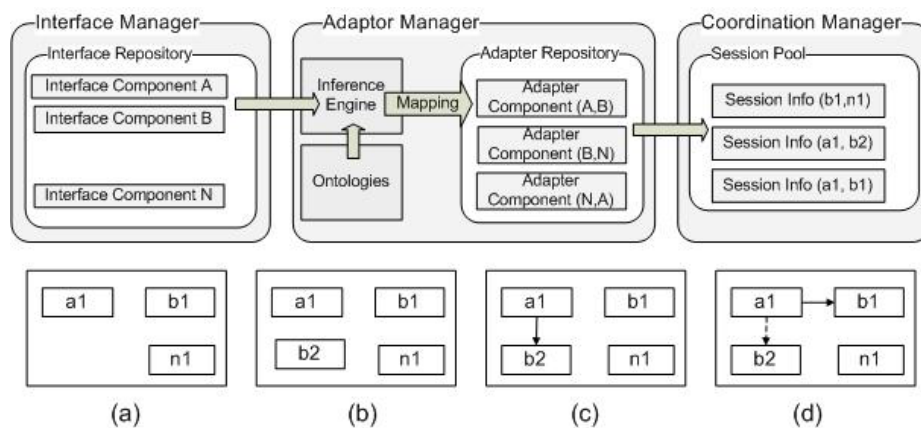 Interface Manager
Interface Repository
Interface Component A
Interface Component B
Interface Component N
Adaptor Manager
Inference
Engine
Ontologies
Mapping
Adapter Repository
Adapter
Component (A,B)
Adapter
Component (B,N)
Adapter
Component (N,A)
Coordination Manager
Session Pool
Session Info (b1,n1)
Session Info (a1, b2)
Session Info (a1, b1)
a1
b1
n1
(a)
a1
b1
b2
n1
(b)
a1
b1
b2
n1
(c)
a1
b1
b2
n1
(d)